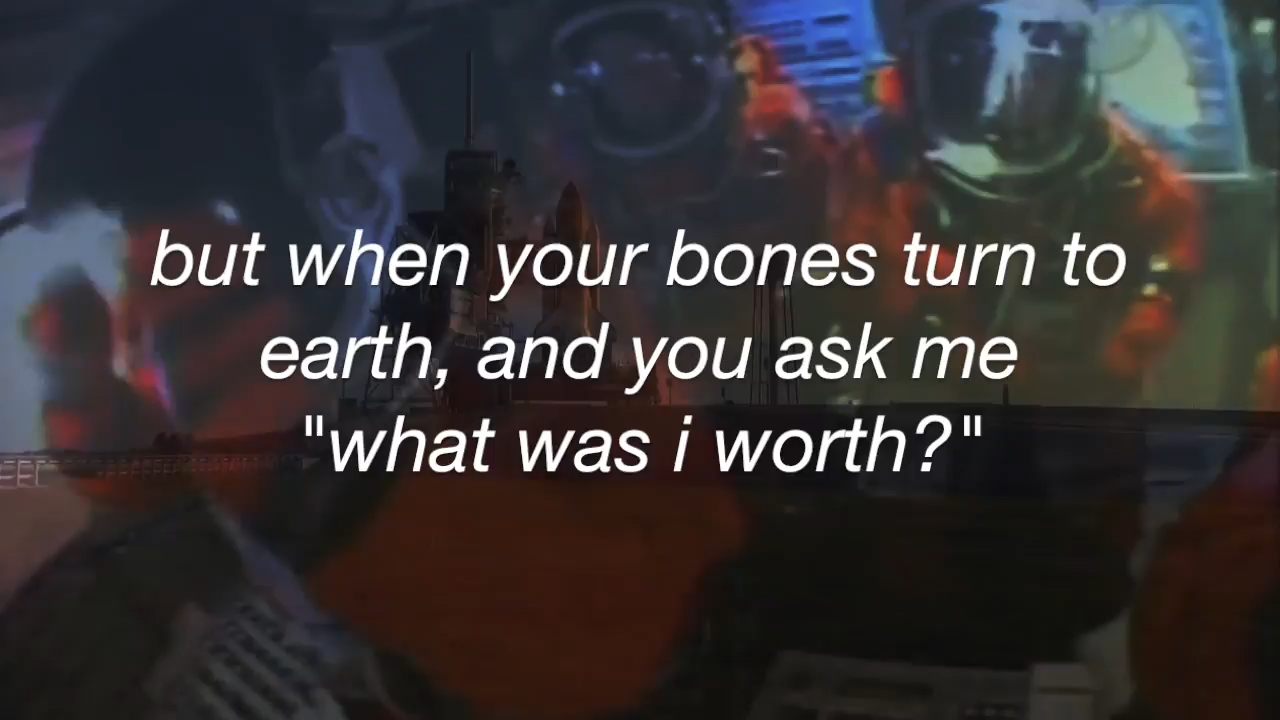 but when your bones turn to
earth, and you ask me
"what was i worth?"